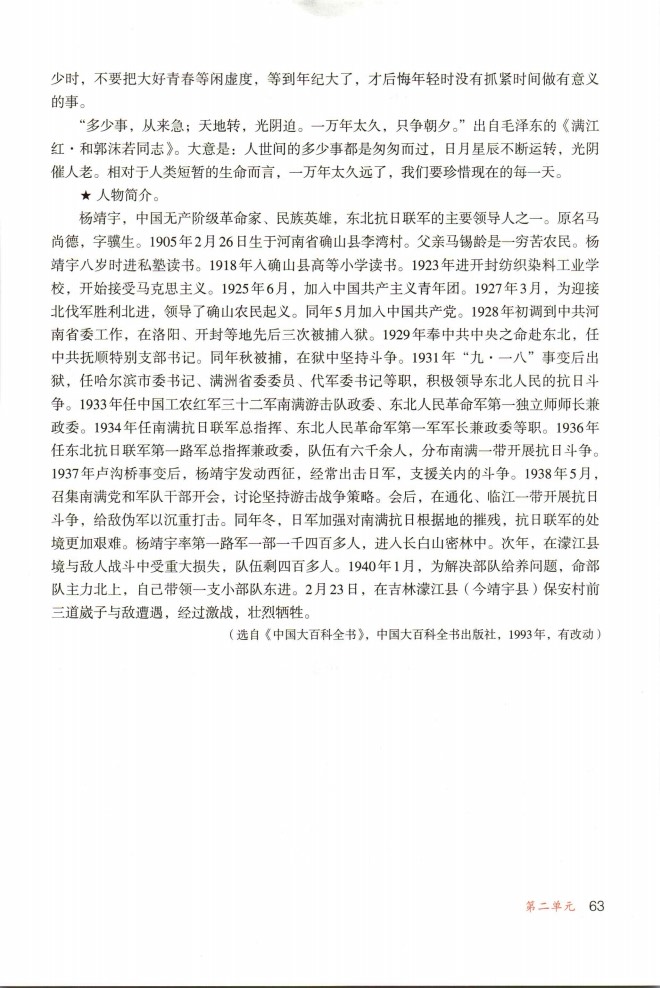 少时，不要把大好青春等闲虚度，等到年纪大了，才后悔年轻时没有抓紧时间做有意义
的事。
“多少事，从来急；天地转，光阴迫。一万年太久，只争朝夕。”出自毛泽东的《满江
红·和郭沫若同志》。大意是：人世间的多少事都是匆匆而过，日月星辰不断运转，光阴
催人老。相对于人类短暂的生命而言，一万年太久远了，我们要珍惜现在的每一天。
★ 人物简介。
杨靖宇，中国无产阶级革命家、民族英雄，东北抗日联军的主要领导人之一。原名马
尚德，字骥生。1905年2月26日生于河南省确山县李湾村。父亲马锡龄是一穷苦农民。杨
靖宇八岁时进私塾读书。1918年入确山县高等小学读书。1923年进开封纺织染料工业学
校，开始接受马克思主义。1925年6月，加入中国共产主义青年团。1927年3月，为迎接
北伐军胜利北进，领导了确山农民起义。同年5月加入中国共产党。1928年初调到中共河
南省委工作，在洛阳、开封等地先后三次被捕入狱。1929年奉中共中央之命赴东北，任
中共抚顺特别支部书记。同年秋被捕，在狱中坚持斗争。1931年“九·一八”事变后出
狱，任哈尔滨市委书记、满洲省委委员、代军委书记等职，积极领导东北人民的抗日斗
争。1933年任中国工农红军三十二军南满游击队政委、东北人民革命军第一独立师师长兼
政委。1934年任南满抗日联军总指挥、东北人民革命军第一军军长兼政委等职。1936年
任东北抗日联军第一路军总指挥兼政委，队伍有六千余人，分布南满一带开展抗日斗争。
1937年卢沟桥事变后，杨靖宇发动西征，经常出击日军，支援关内的斗争。1938年5月，
召集南满党和军队干部开会，讨论坚持游击战争策略。会后，在通化、临江一带开展抗日
斗争，给敌伪军以沉重打击。同年冬，日军加强对南满抗日根据地的摧残，抗日联军的处
境更加艰难。杨靖宇率第一路军一部一千四百多人，进入长白山密林中。次年，在濛江县
境与敌人战斗中受重大损失，队伍剩四百多人。1940年1月，为解决部队给养问题，命部
队主力北上，自己带领一支小部队东进。2月23日，在吉林濛江县（今靖宇县）保安村前
三道崴子与敌遭遇，经过激战，壮烈牺牲。
（选自《中国大百科全书》，中国大百科全书出版社，1993年，有改动）
第二单元 63